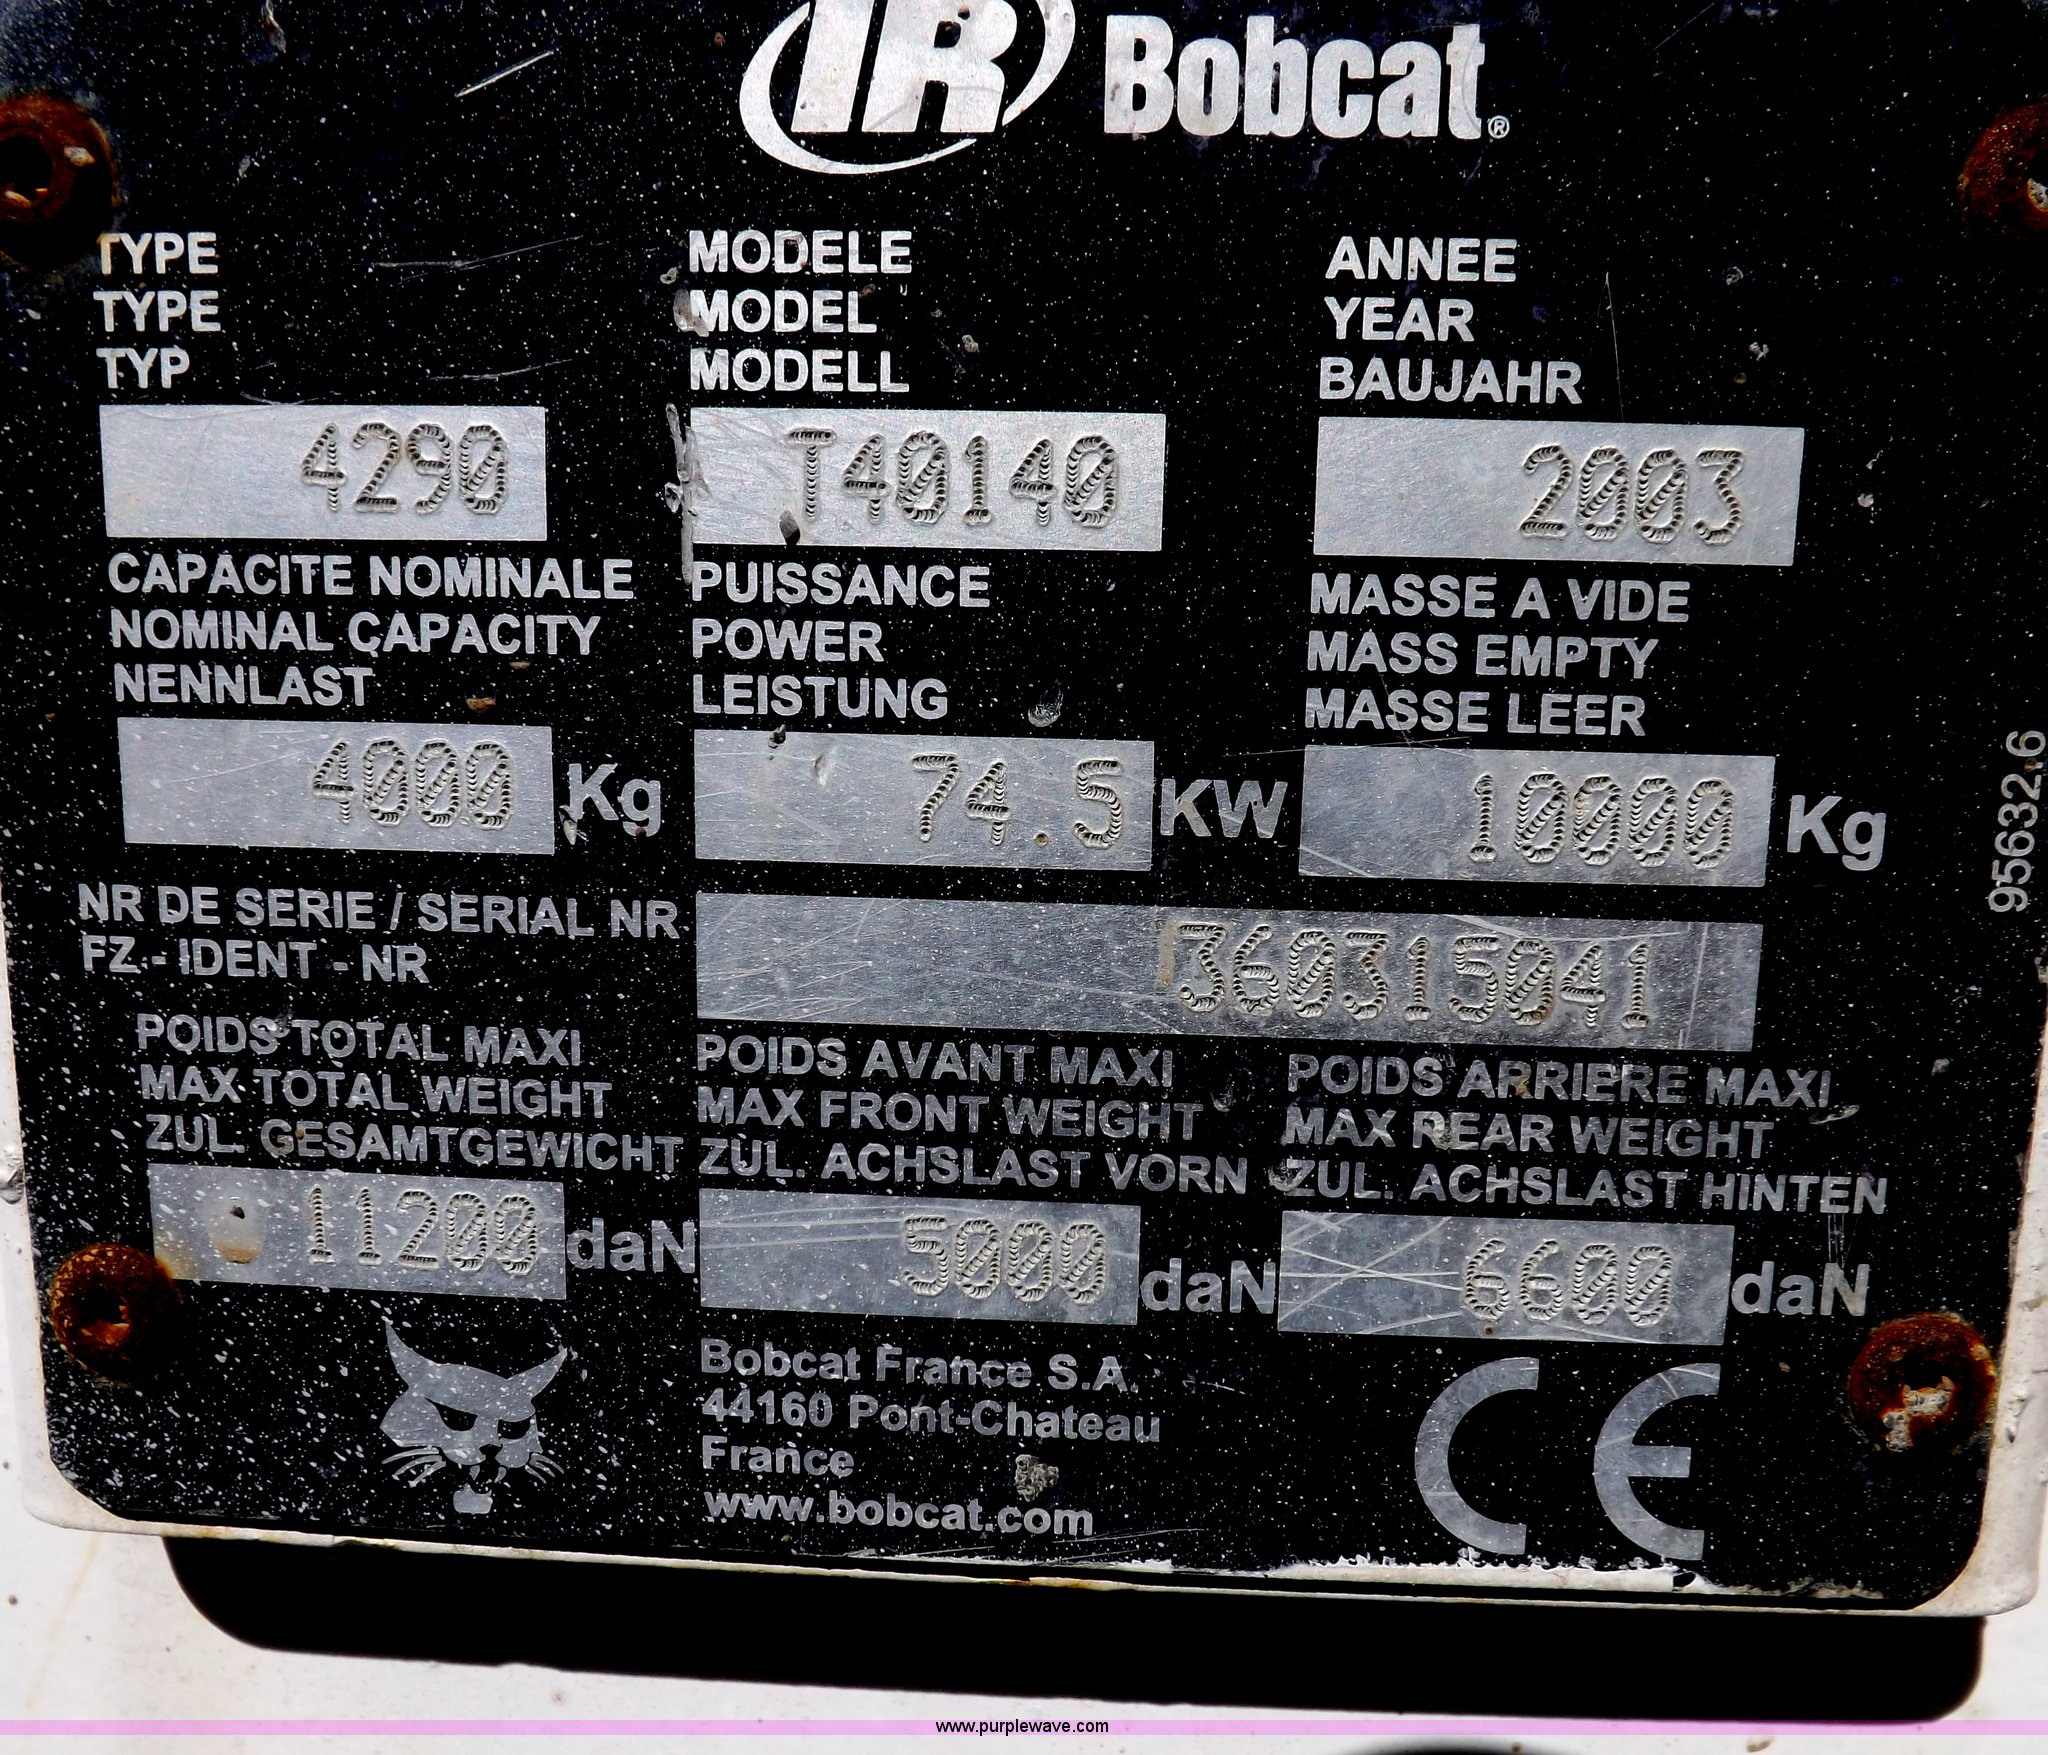 IR Bobcat®
TYPE
TYPE
TYP
4290
MODELE
MODEL
MODELL
T40140
ANNEE
YEAR
BAUJAHR
2003
CAPACITE NOMINALE
NOMINAL CAPACITY
NENNLAST
4000 Kg
PUISSANCE
POWER
LEISTUNG
74.5 KW
MASSE A VIDE
MASS EMPTY
MASSE LEER
10000 Kg
NR DE SERIE / SERIAL NR
FZ - IDENT - NR
360315041
POIDS TOTAL MAXI
MAX TOTAL WEIGHT
ZUL. GESAMTGEWICHT
11200 daN
POIDS AVANT MAXI
MAX FRONT WEIGHT
ZUL. ACHSLAST VORN
5000 daN
POIDS ARRIERE MAXI
MAX REAR WEIGHT
ZUL. ACHSLAST HINTEN
6600 daN
Bobcat France S.A.
44160 Pont-Chateau
France
www.bobcat.com
CE
95632.6
www.purplewave.com